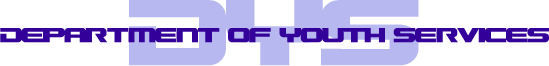 DYS
DEPARTMENT OF YOUTH SERVICES